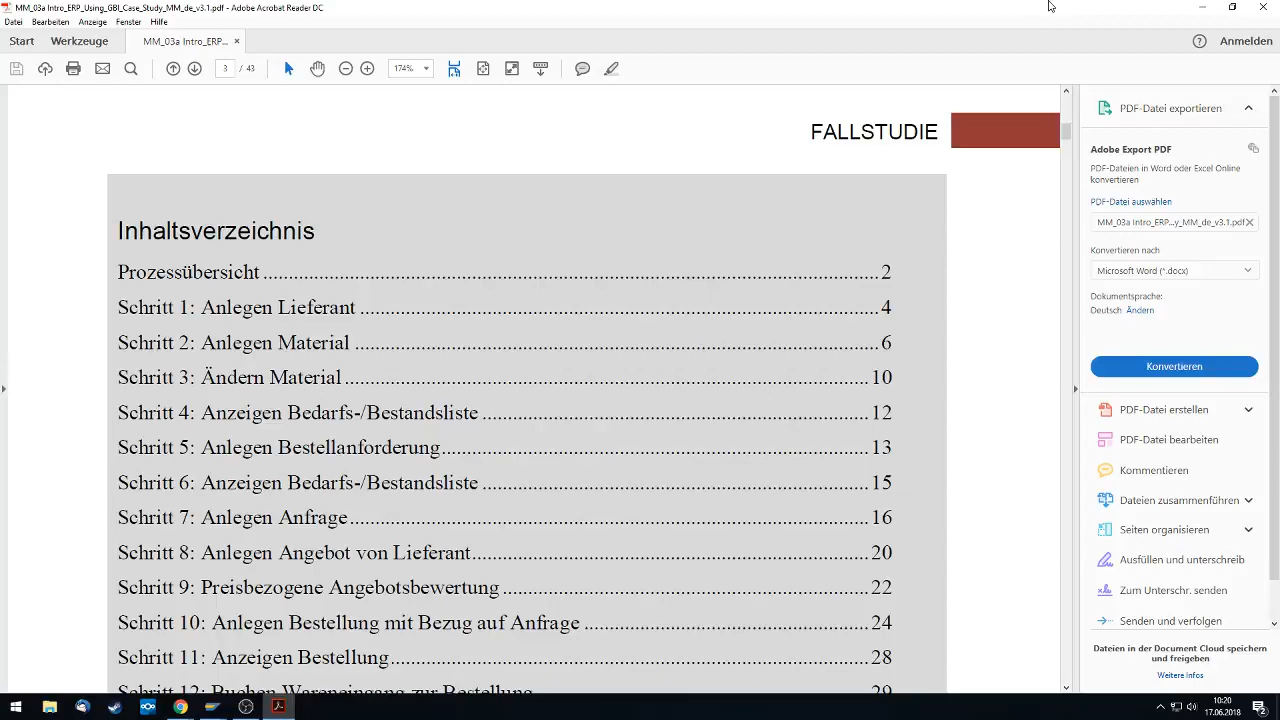 MM_03a Intro_ERP_Using_GBI_Case_Study_MM_de_v3.1.pdf - Adobe Acrobat Reader DC
Datei Bearbeiten Anzeige Fenster Hilfe
Start Werkzeuge MM_03a Intro_ERP... × Anmelden
3 / 43 174%
FALLSTUDIE
Inhaltsverzeichnis
Prozessübersicht ........ 2
Schritt 1: Anlegen Lieferant ........ 4
Schritt 2: Anlegen Material ........ 6
Schritt 3: Ändern Material ........ 10
Schritt 4: Anzeigen Bedarfs-/Bestandsliste ........ 12
Schritt 5: Anlegen Bestellanforderung ........ 13
Schritt 6: Anzeigen Bedarfs-/Bestandsliste ........ 15
Schritt 7: Anlegen Anfrage ........ 16
Schritt 8: Anlegen Angebot von Lieferant ........ 20
Schritt 9: Preisbezogene Angebotsbewertung ........ 22
Schritt 10: Anlegen Bestellung mit Bezug auf Anfrage ........ 24
Schritt 11: Anzeigen Bestellung ........ 28
Schritt 12: Buchen Wareneingang zur Bestellung ........ 29
PDF-Datei exportieren
Adobe Export PDF
PDF-Dateien in Word oder Excel Online
konvertieren
PDF-Datei auswählen
MM_03a Intro_ERP...y_MM_de_v3.1.pdf
Konvertieren nach
Microsoft Word (*.docx)
Dokumentsprache:
Deutsch Ändern
Konvertieren
PDF-Datei erstellen
PDF-Datei bearbeiten
Kommentieren
Dateien zusammenführen
Seiten organisieren
Ausfüllen und unterschreib
Zum Unterschr. senden
Senden und verfolgen
Dateien in der Document Cloud speichern
und freigeben
Weitere Infos
10:20
17.06.2018